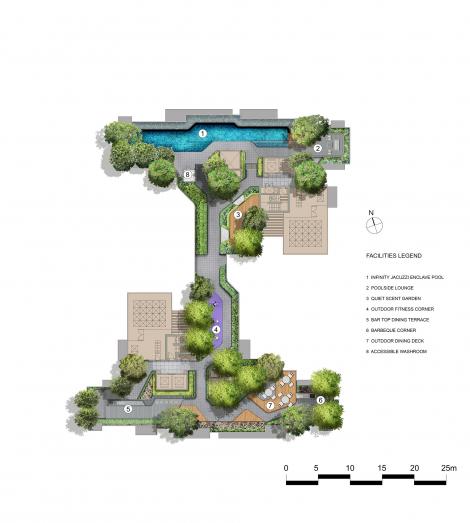 1
2
8
3
N
FACILITIES LEGEND
1 INFINITY JACUZZI ENCLAVE POOL
2 POOLSIDE LOUNGE
3 QUIET SCENT GARDEN
4 OUTDOOR FITNESS CORNER
5 BAR TOP DINING TERRACE
6 BARBEQUE CORNER
7 OUTDOOR DINING DECK
8 ACCESSIBLE WASHROOM
4
5
7
6
0 5 10 15 20 25m